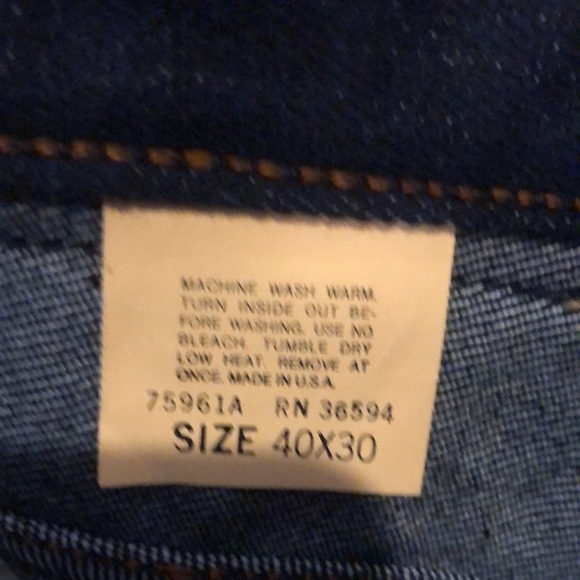 MACHINE WASH WARM.
TURN INSIDE OUT BE-
FORE WASHING. USE NO
BLEACH. TUMBLE DRY
LOW HEAT. REMOVE AT
ONCE. MADE IN U.S.A.
75961A RN 36594
SIZE 40X30